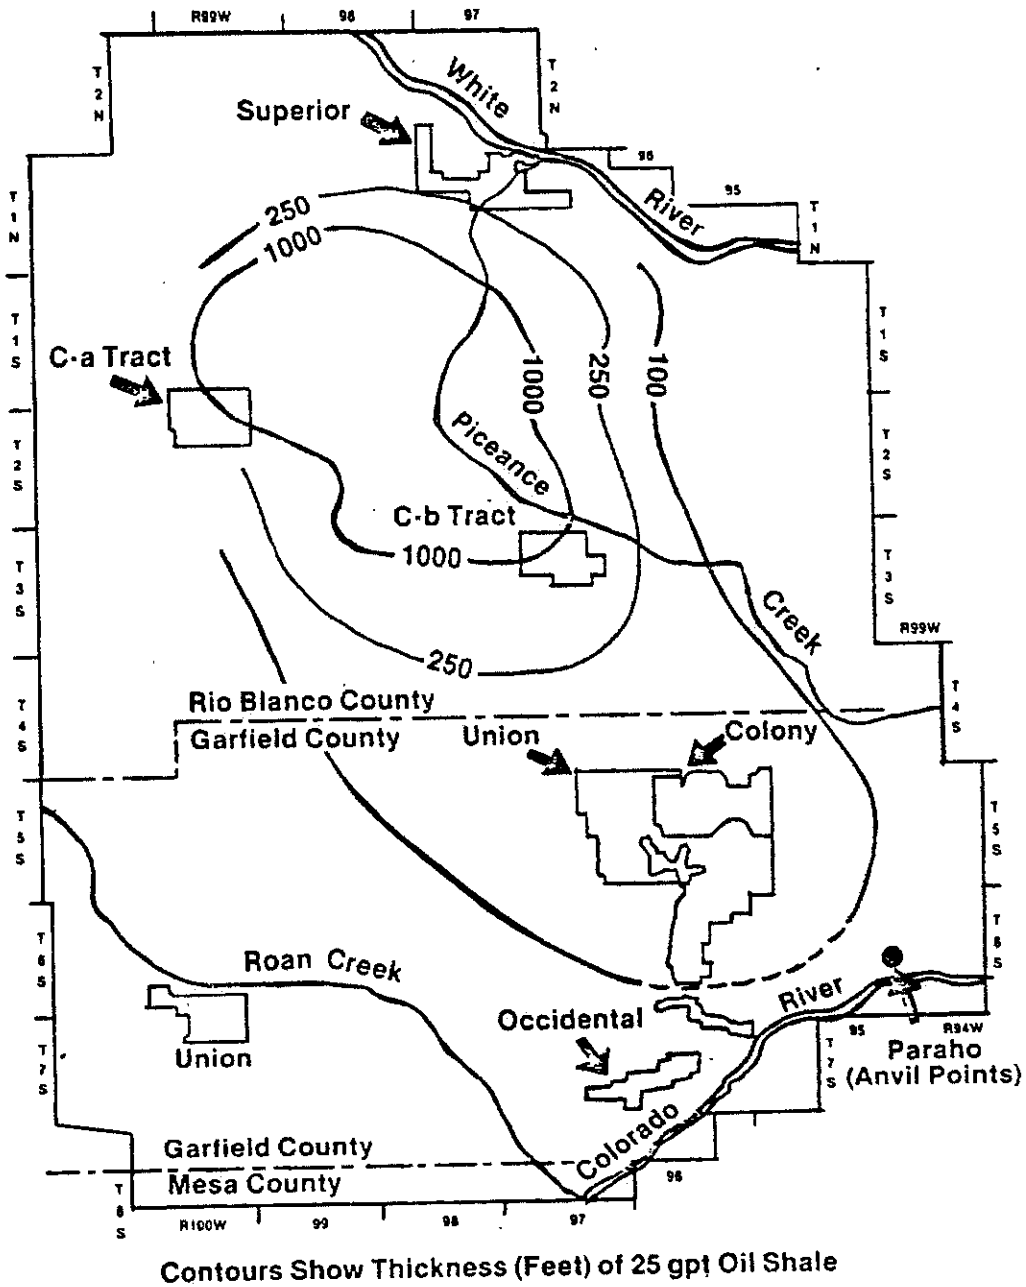 R99W
98
97
T
2
N
T
2
N
White
Superior
96
95
River
T
1
N
T
1
N
250
1000
T
1
S
T
1
S
C-a Tract
1000
250
100
T
2
S
T
2
S
Piceance
C-b Tract
1000
T
3
S
T
3
S
Creek
R99W
250
Rio Blanco County
T
4
S
T
4
S
Garfield County
Union
Colony
T
5
S
T
5
S
T
6
S
T
6
S
Roan Creek
River
Occidental
95
R94W
Union
T
7
S
T
7
S
Paraho
(Anvil Points)
Colorado
Garfield County
Mesa County
96
T
8
S
R100W
99
98
97
Contours Show Thickness (Feet) of 25 gpt Oil Shale